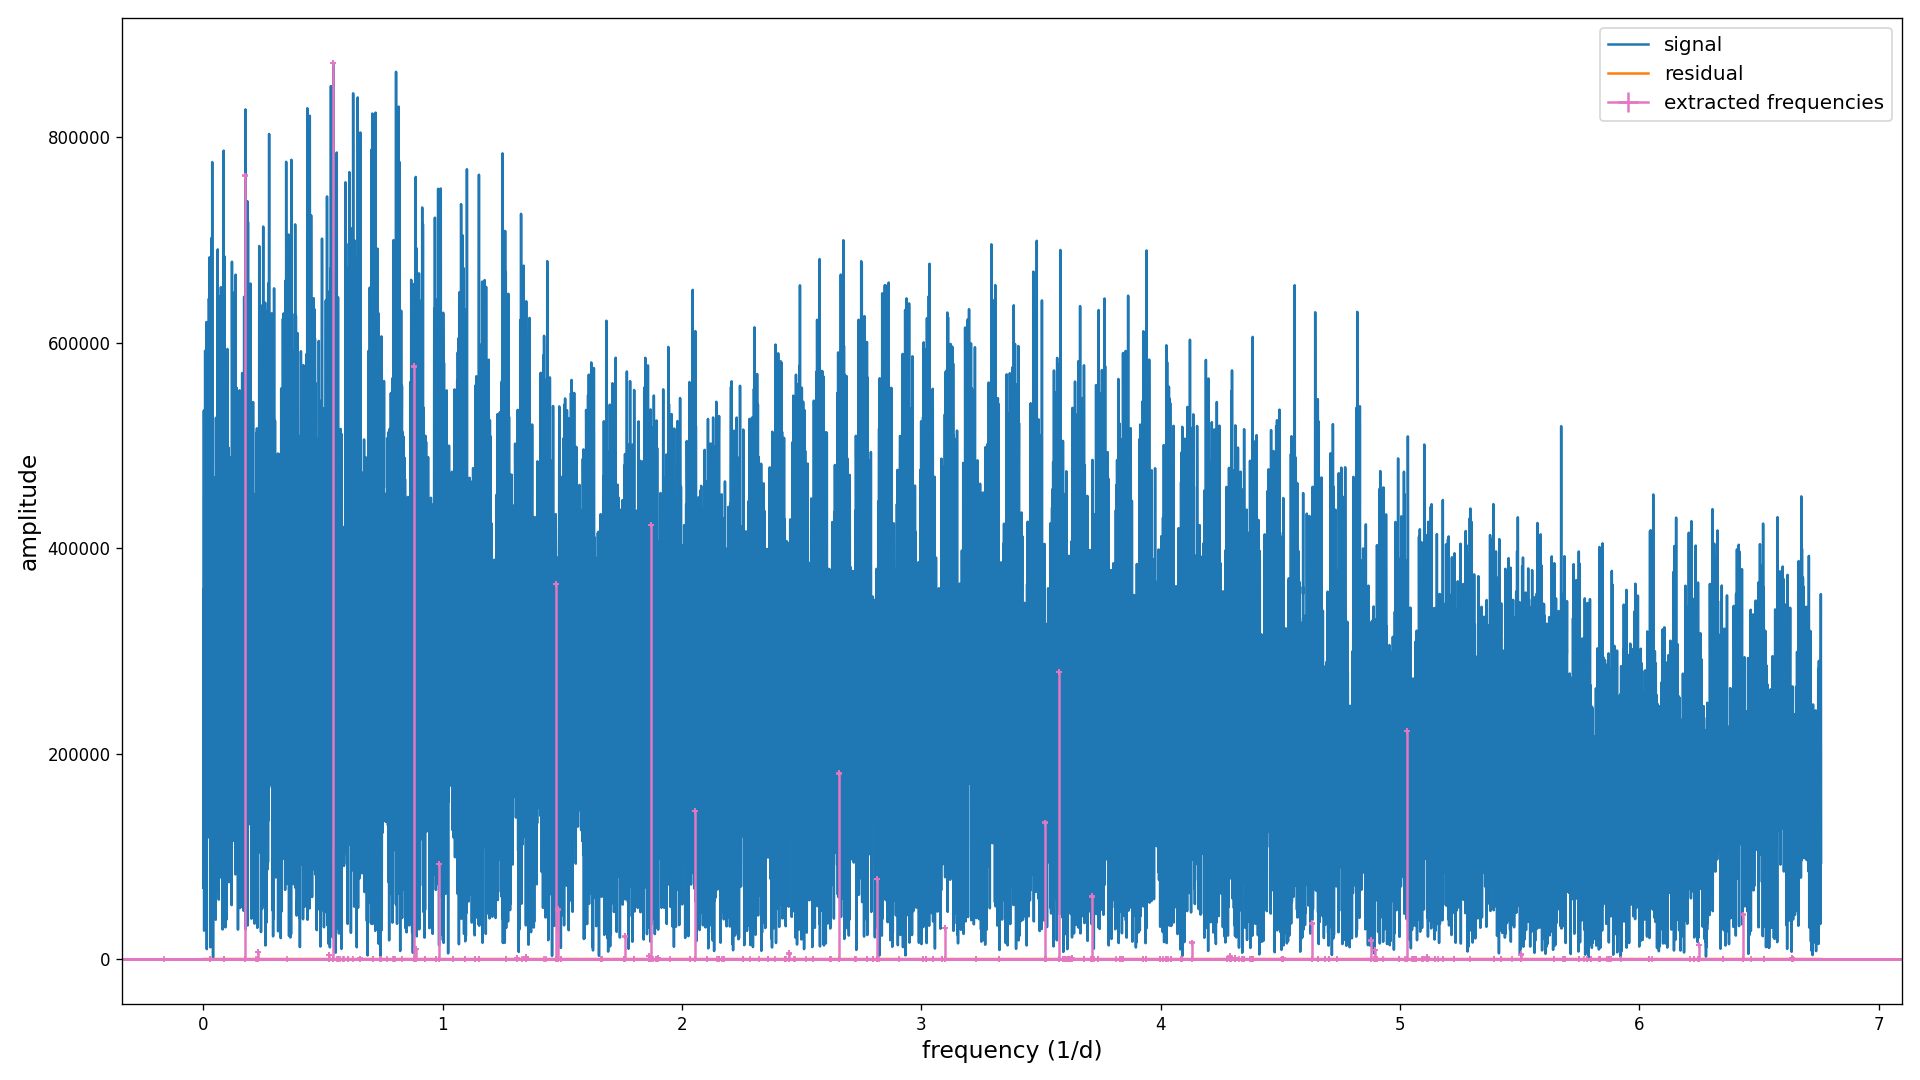 signal
residual
extracted frequencies
800000
600000
400000
200000
0
amplitude
0 1 2 3 4 5 6 7
frequency (1/d)